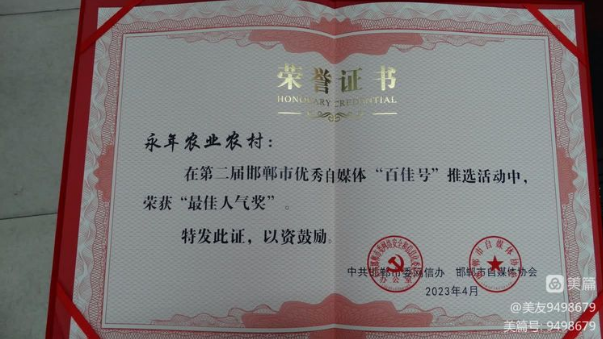 荣誉证书
HONORARY CREDENTIAL
永年农业农村：
在第二届邯郸市优秀自媒体“百佳号”推选活动中，
荣获“最佳人气奖”。
特发此证，以资鼓励。
中共邯郸市委网信办 邯郸市自媒体协会
2023年4月
美篇
@美友9498679
美篇号: 9498679